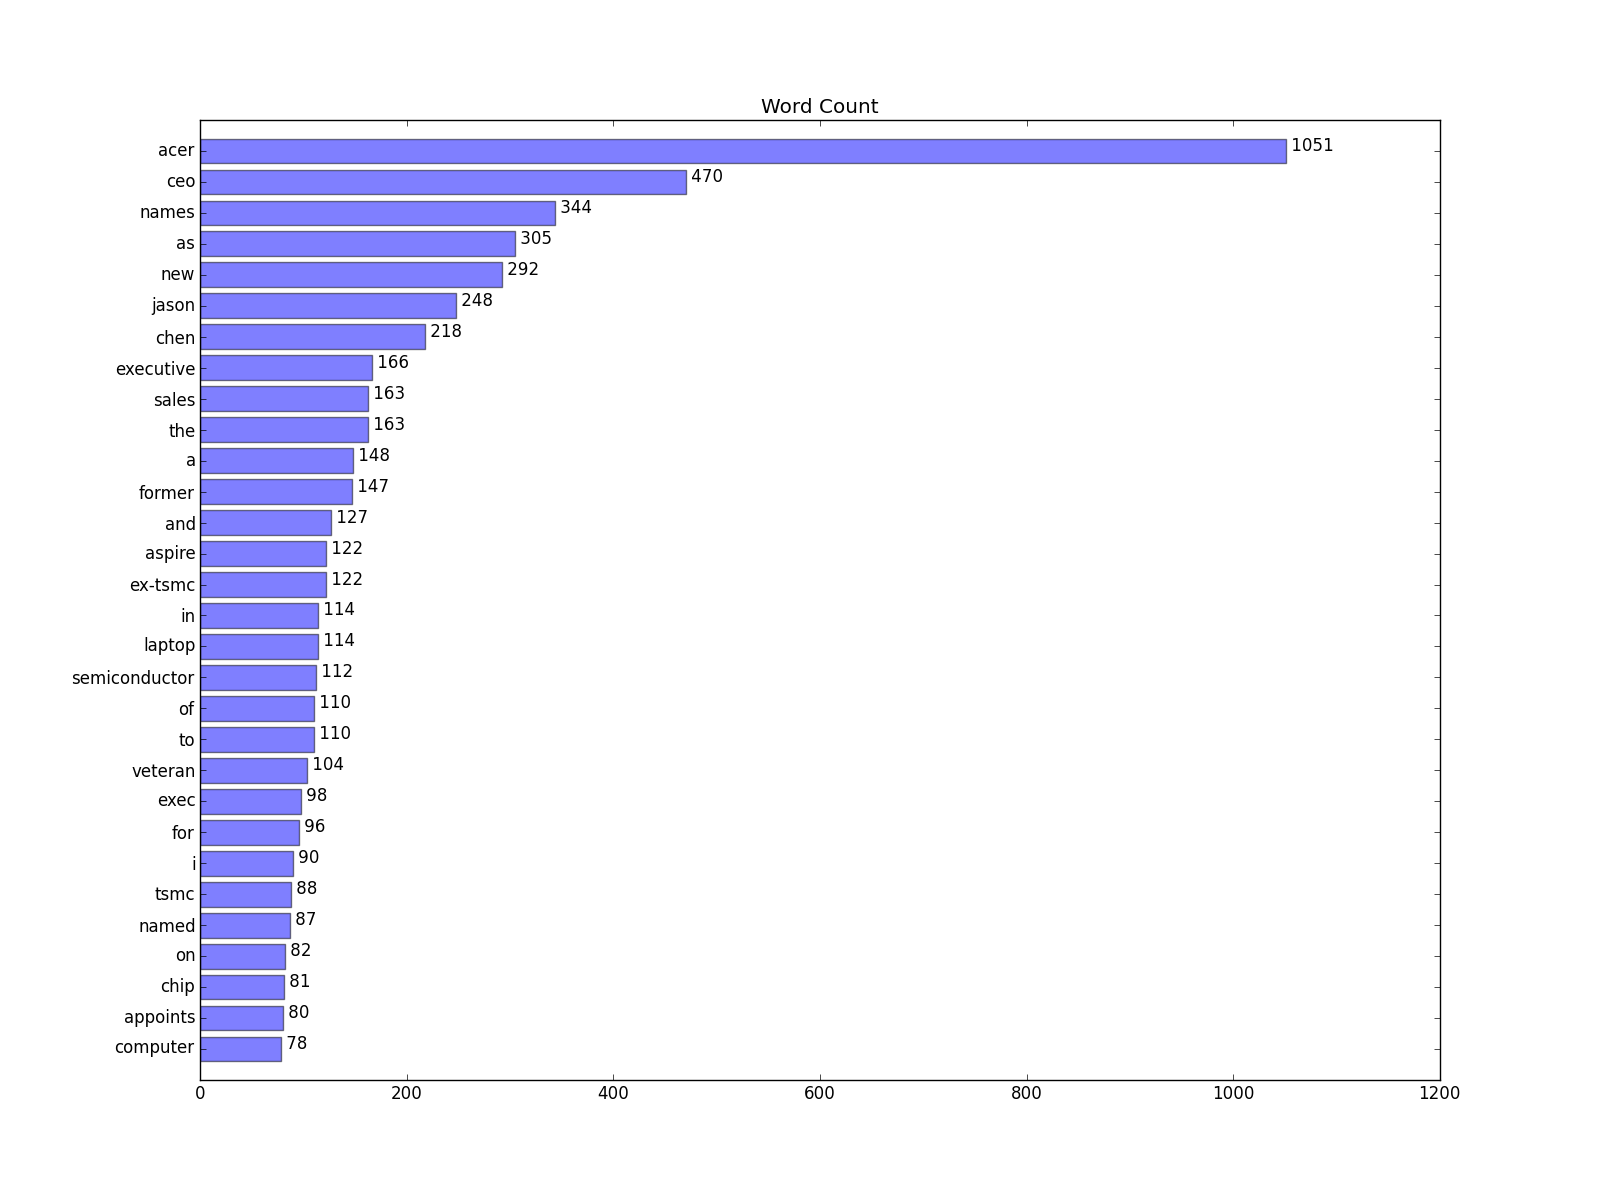 Word Count
acer 1051
ceo 470
names 344
as 305
new 292
jason 248
chen 218
executive 166
sales 163
the 163
a 148
former 147
and 127
aspire 122
ex-tsmc 122
in 114
laptop 114
semiconductor 112
of 110
to 110
veteran 104
exec 98
for 96
i 90
tsmc 88
named 87
on 82
chip 81
appoints 80
computer 78
0 200 400 600 800 1000 1200